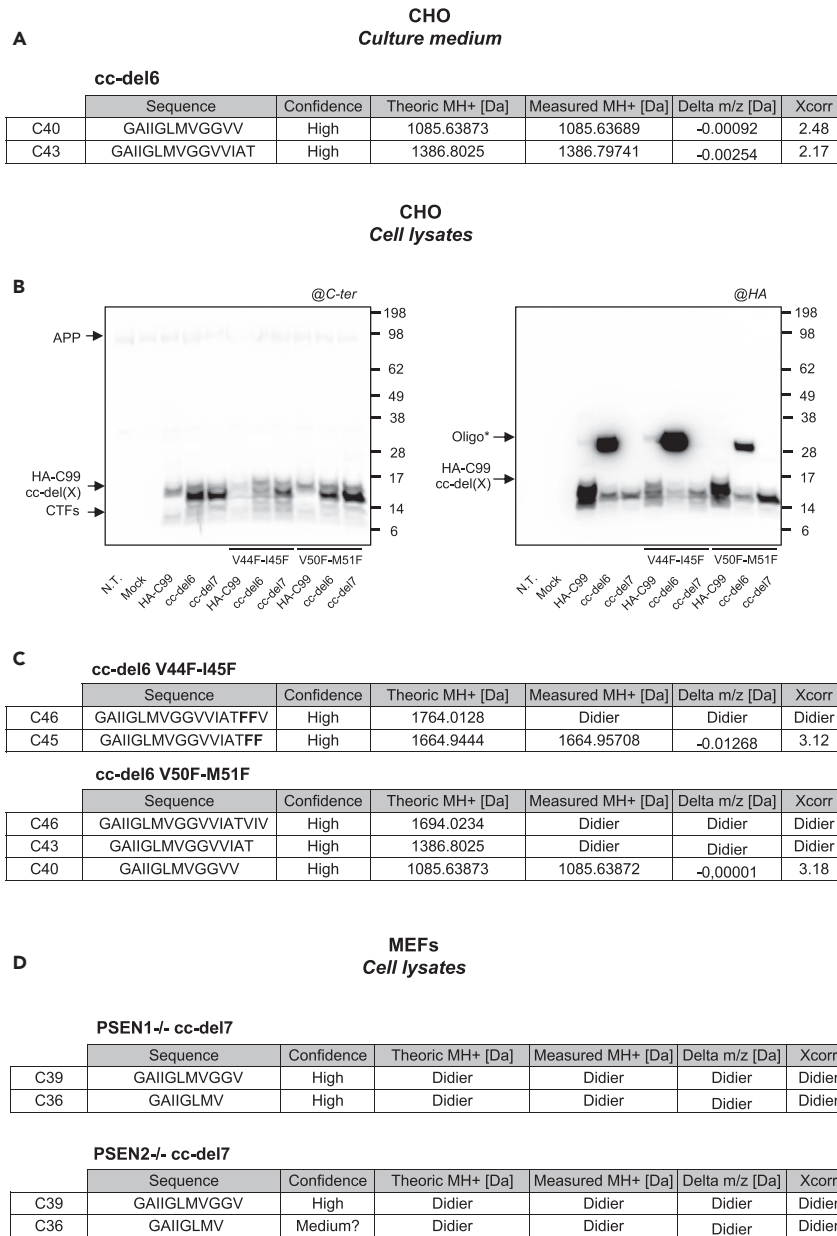 CHO
A
Culture medium
cc-del6
Sequence Confidence Theoric MH+ [Da] Measured MH+ [Da] Delta m/z [Da] Xcorr
C40 GAIIGLMVGGVV High 1085.63873 1085.63689 -0.00092 2.48
C43 GAIIGLMVGGVVIAT High 1386.8025 1386.79741 -0.00254 2.17
CHO
Cell lysates
B
@C-ter
198
98
62
49
38
28
17
14
6
APP
HA-C99
cc-del(X)
CTFs
V44F-I45F V50F-M51F
N.T. Mock HA-C99 cc-del6 cc-del7 HA-C99 cc-del6 cc-del7 HA-C99 cc-del6 cc-del7
@HA
198
98
62
49
38
28
17
14
6
Oligo*
HA-C99
cc-del(X)
V44F-I45F V50F-M51F
N.T. Mock HA-C99 cc-del6 cc-del7 HA-C99 cc-del6 cc-del7 HA-C99 cc-del6 cc-del7
C
cc-del6 V44F-I45F
Sequence Confidence Theoric MH+ [Da] Measured MH+ [Da] Delta m/z [Da] Xcorr
C46 GAIIGLMVGGVVIATFFV High 1764.0128 Didier Didier Didier
C45 GAIIGLMVGGVVIATFF High 1664.9444 1664.95708 -0.01268 3.12
cc-del6 V50F-M51F
Sequence Confidence Theoric MH+ [Da] Measured MH+ [Da] Delta m/z [Da] Xcorr
C46 GAIIGLMVGGVVIATVIV High 1694.0234 Didier Didier Didier
C43 GAIIGLMVGGVVIAT High 1386.8025 Didier Didier Didier
C40 GAIIGLMVGGVV High 1085.63873 1085.63872 -0,00001 3.18
MEFs
D
Cell lysates
PSEN1-/- cc-del7
Sequence Confidence Theoric MH+ [Da] Measured MH+ [Da] Delta m/z [Da] Xcorr
C39 GAIIGLMVGGV High Didier Didier Didier Didier
C36 GAIIGLMV High Didier Didier Didier Didier
PSEN2-/- cc-del7
Sequence Confidence Theoric MH+ [Da] Measured MH+ [Da] Delta m/z [Da] Xcorr
C39 GAIIGLMVGGV High Didier Didier Didier Didier
C36 GAIIGLMV Medium? Didier Didier Didier Didier